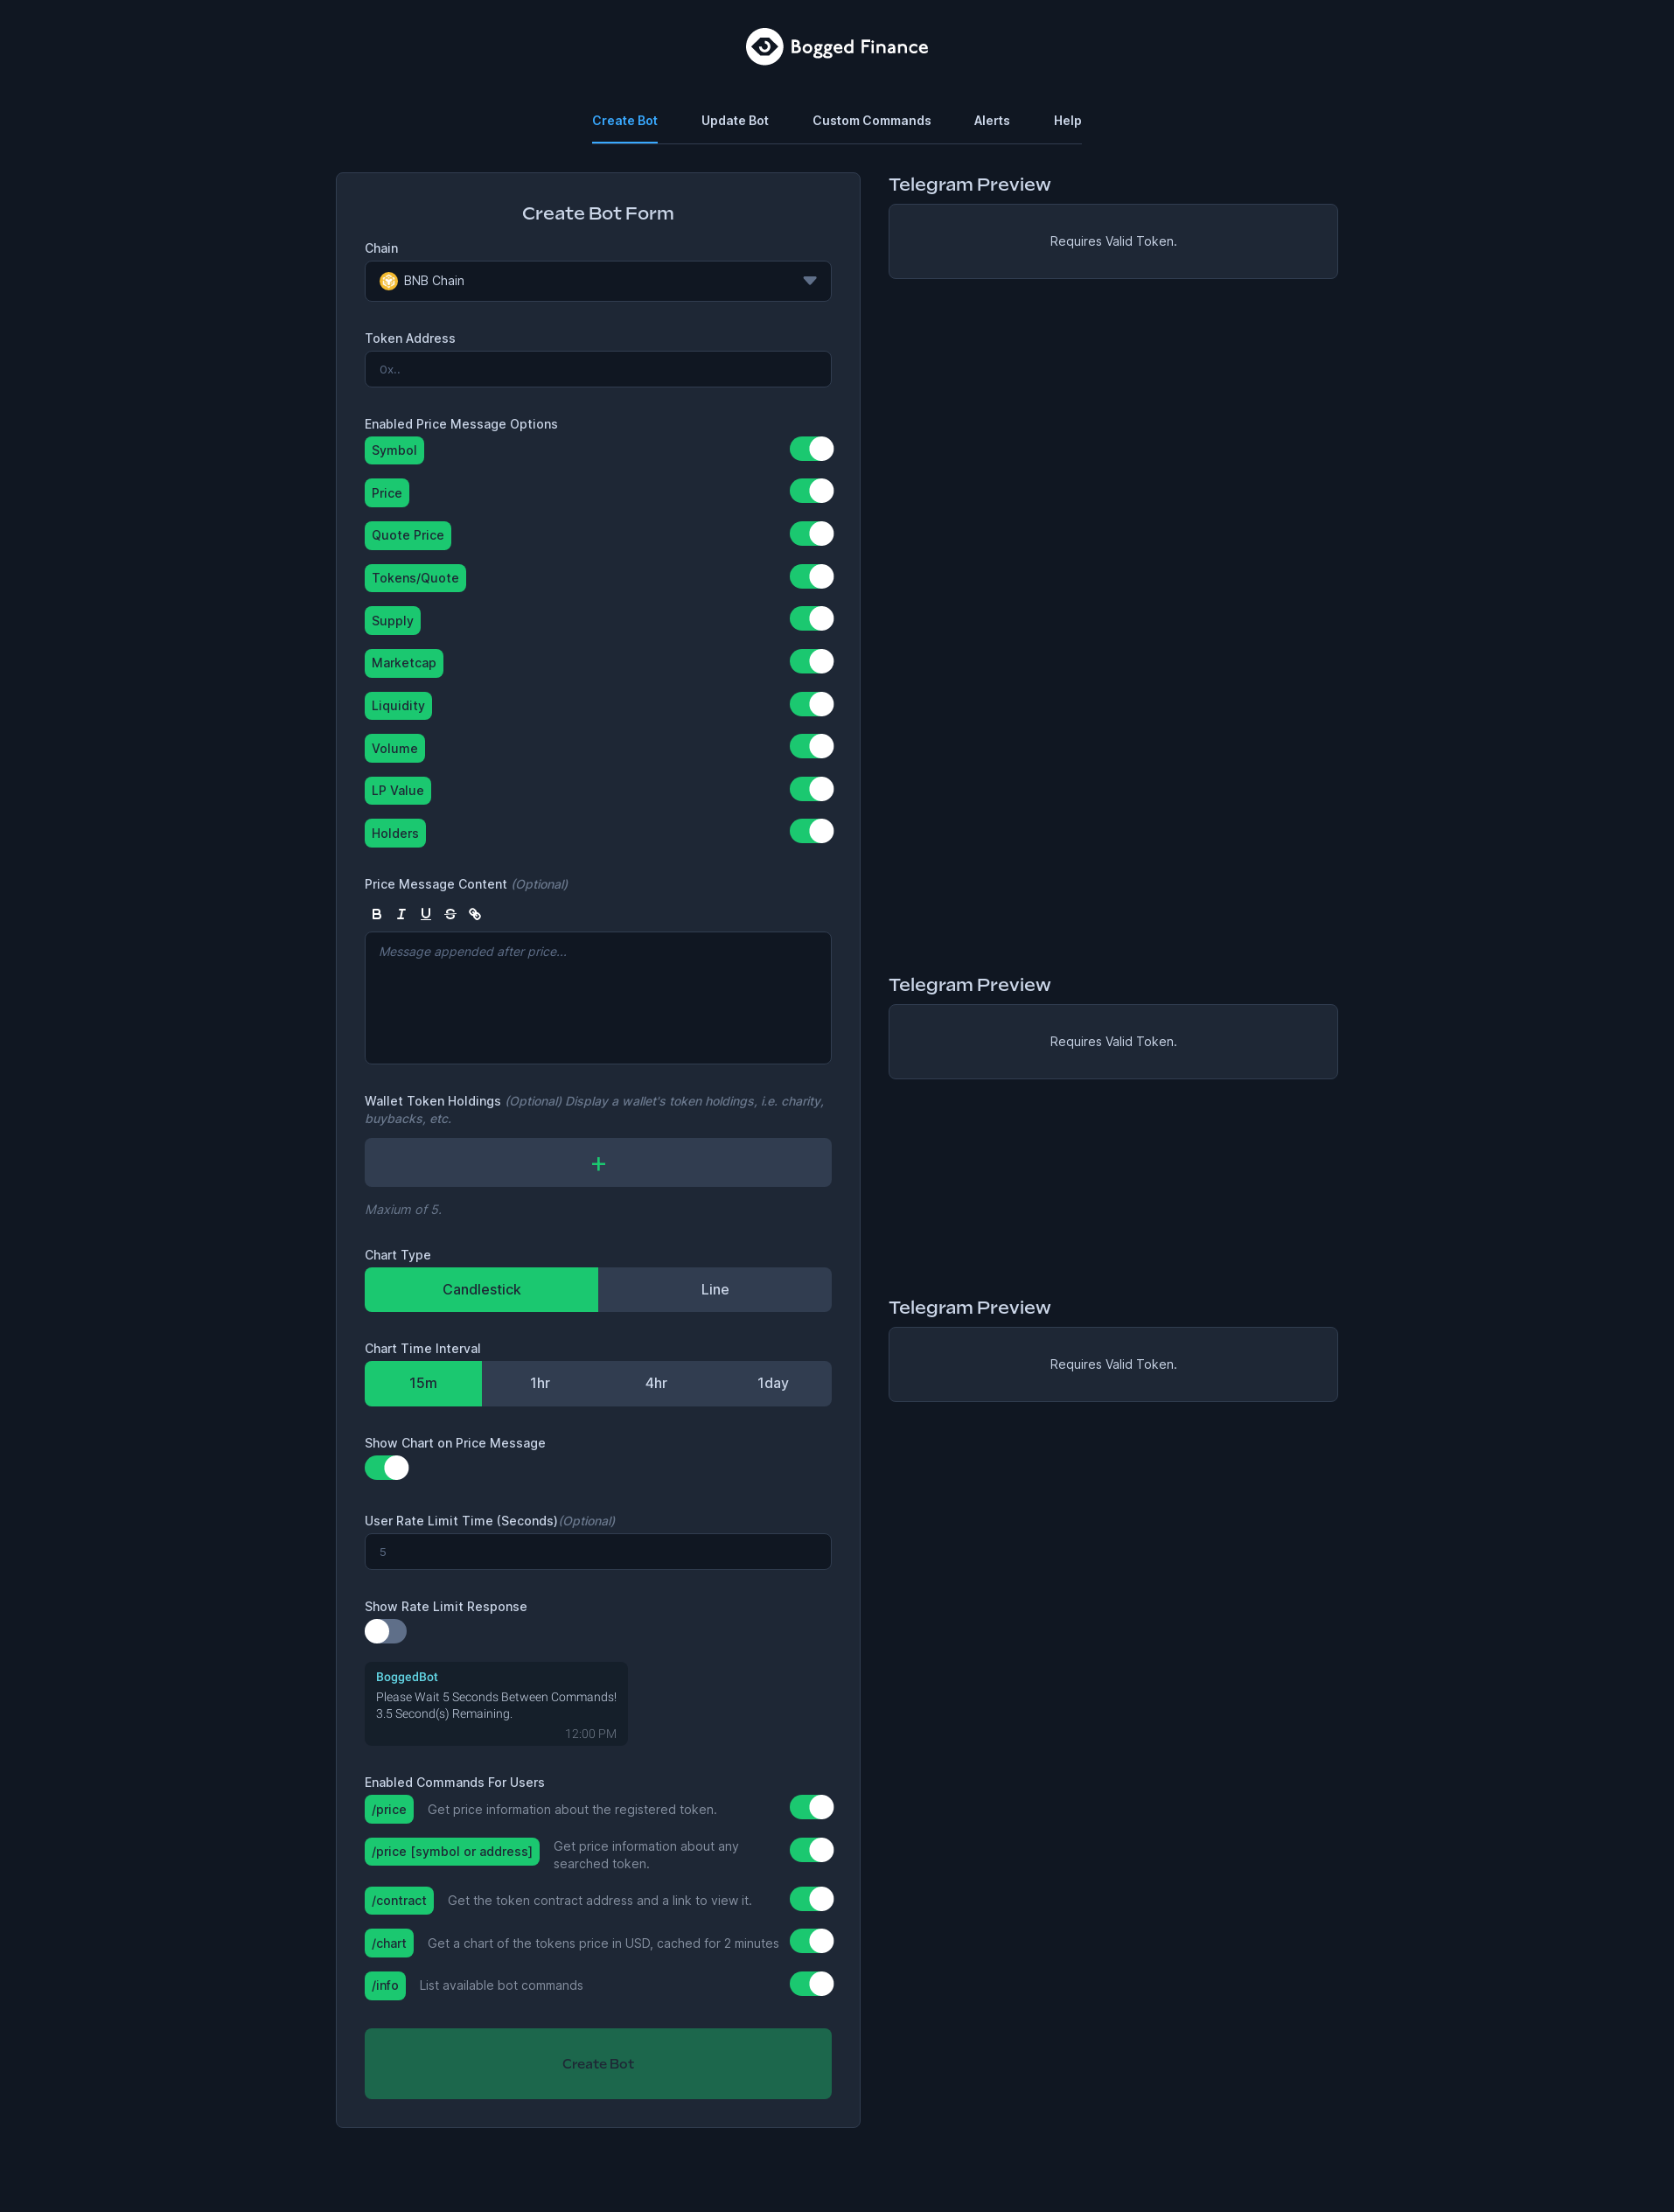 Bogged Finance
Create Bot
Update Bot
Custom Commands
Alerts
Help
Create Bot Form
Chain
BNB Chain
Token Address
0x..
Enabled Price Message Options
Symbol
Price
Quote Price
Tokens/Quote
Supply
Marketcap
Liquidity
Volume
LP Value
Holders
Price Message Content (Optional)
B I U S
Message appended after price...
Wallet Token Holdings (Optional) Display a wallet's token holdings, i.e. charity,
buybacks, etc.
+
Maxium of 5.
Chart Type
Candlestick
Line
Chart Time Interval
15m
1hr
4hr
1day
Show Chart on Price Message
User Rate Limit Time (Seconds)(Optional)
5
Show Rate Limit Response
BoggedBot
Please Wait 5 Seconds Between Commands!
3.5 Second(s) Remaining.
12:00 PM
Enabled Commands For Users
/price Get price information about the registered token.
/price [symbol or address] Get price information about any
searched token.
/contract Get the token contract address and a link to view it.
/chart Get a chart of the tokens price in USD, cached for 2 minutes
/info List available bot commands
Create Bot
Telegram Preview
Requires Valid Token.
Telegram Preview
Requires Valid Token.
Telegram Preview
Requires Valid Token.